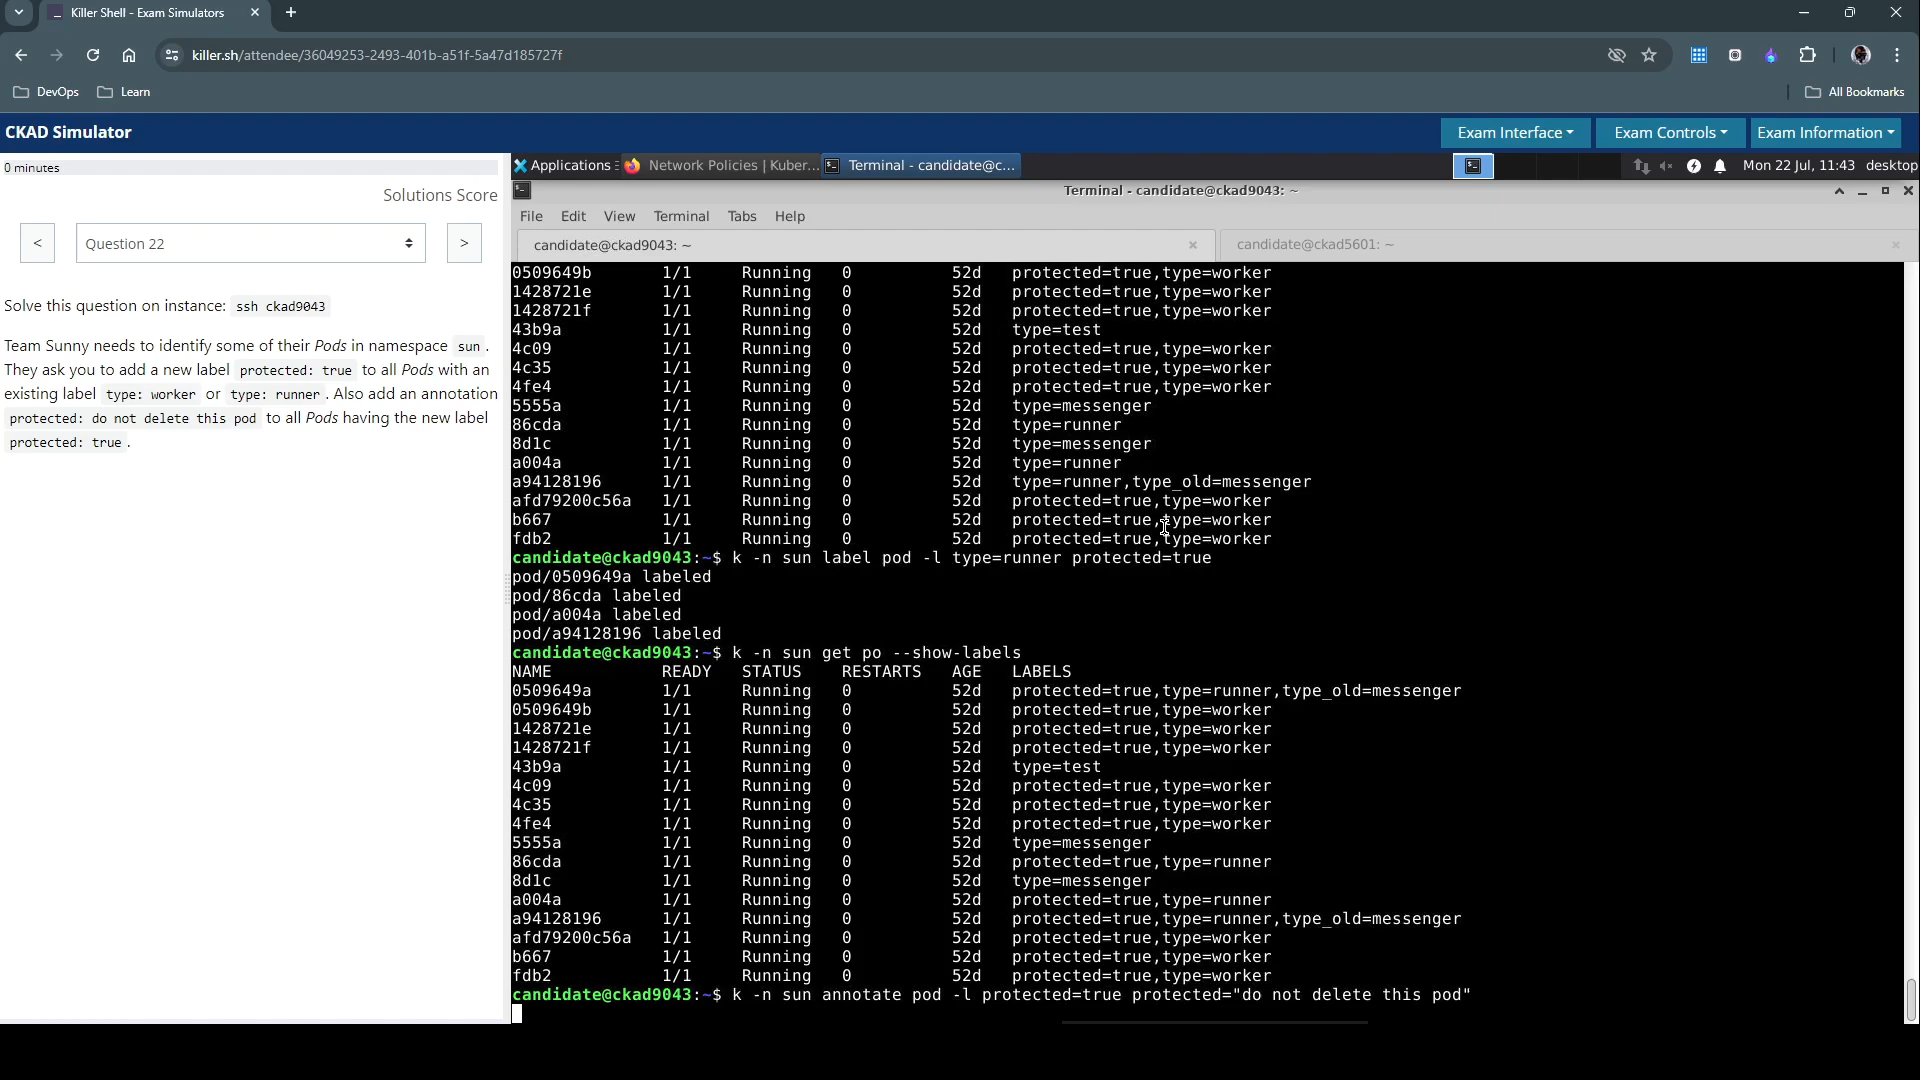 Killer Shell - Exam Simulators
killer.sh/attendee/36049253-2493-401b-a51f-5a47d185727f
DevOps
Learn
All Bookmarks
CKAD Simulator
Exam Interface
Exam Controls
Exam Information
0 minutes
Solutions Score
<
Question 22
>
Solve this question on instance: ssh ckad9043
Team Sunny needs to identify some of their Pods in namespace sun .
They ask you to add a new label protected: true to all Pods with an
existing label type: worker or type: runner . Also add an annotation
protected: do not delete this pod to all Pods having the new label
protected: true .
Applications
Network Policies | Kuber...
Terminal - candidate@c...
Mon 22 Jul, 11:43
desktop
Terminal - candidate@ckad9043: ~
File Edit View Terminal Tabs Help
candidate@ckad9043: ~
candidate@ckad5601: ~
0509649b 1/1 Running 0 52d protected=true,type=worker
1428721e 1/1 Running 0 52d protected=true,type=worker
1428721f 1/1 Running 0 52d protected=true,type=worker
43b9a 1/1 Running 0 52d type=test
4c09 1/1 Running 0 52d protected=true,type=worker
4c35 1/1 Running 0 52d protected=true,type=worker
4fe4 1/1 Running 0 52d protected=true,type=worker
5555a 1/1 Running 0 52d type=messenger
86cda 1/1 Running 0 52d type=runner
8d1c 1/1 Running 0 52d type=messenger
a004a 1/1 Running 0 52d type=runner
a94128196 1/1 Running 0 52d type=runner,type_old=messenger
afd79200c56a 1/1 Running 0 52d protected=true,type=worker
b667 1/1 Running 0 52d protected=true,type=worker
fdb2 1/1 Running 0 52d protected=true,type=worker
candidate@ckad9043:~$ k -n sun label pod -l type=runner protected=true
pod/0509649a labeled
pod/86cda labeled
pod/a004a labeled
pod/a94128196 labeled
candidate@ckad9043:~$ k -n sun get po --show-labels
NAME READY STATUS RESTARTS AGE LABELS
0509649a 1/1 Running 0 52d protected=true,type=runner,type_old=messenger
0509649b 1/1 Running 0 52d protected=true,type=worker
1428721e 1/1 Running 0 52d protected=true,type=worker
1428721f 1/1 Running 0 52d protected=true,type=worker
43b9a 1/1 Running 0 52d type=test
4c09 1/1 Running 0 52d protected=true,type=worker
4c35 1/1 Running 0 52d protected=true,type=worker
4fe4 1/1 Running 0 52d protected=true,type=worker
5555a 1/1 Running 0 52d type=messenger
86cda 1/1 Running 0 52d protected=true,type=runner
8d1c 1/1 Running 0 52d type=messenger
a004a 1/1 Running 0 52d protected=true,type=runner
a94128196 1/1 Running 0 52d protected=true,type=runner,type_old=messenger
afd79200c56a 1/1 Running 0 52d protected=true,type=worker
b667 1/1 Running 0 52d protected=true,type=worker
fdb2 1/1 Running 0 52d protected=true,type=worker
candidate@ckad9043:~$ k -n sun annotate pod -l protected=true protected="do not delete this pod"